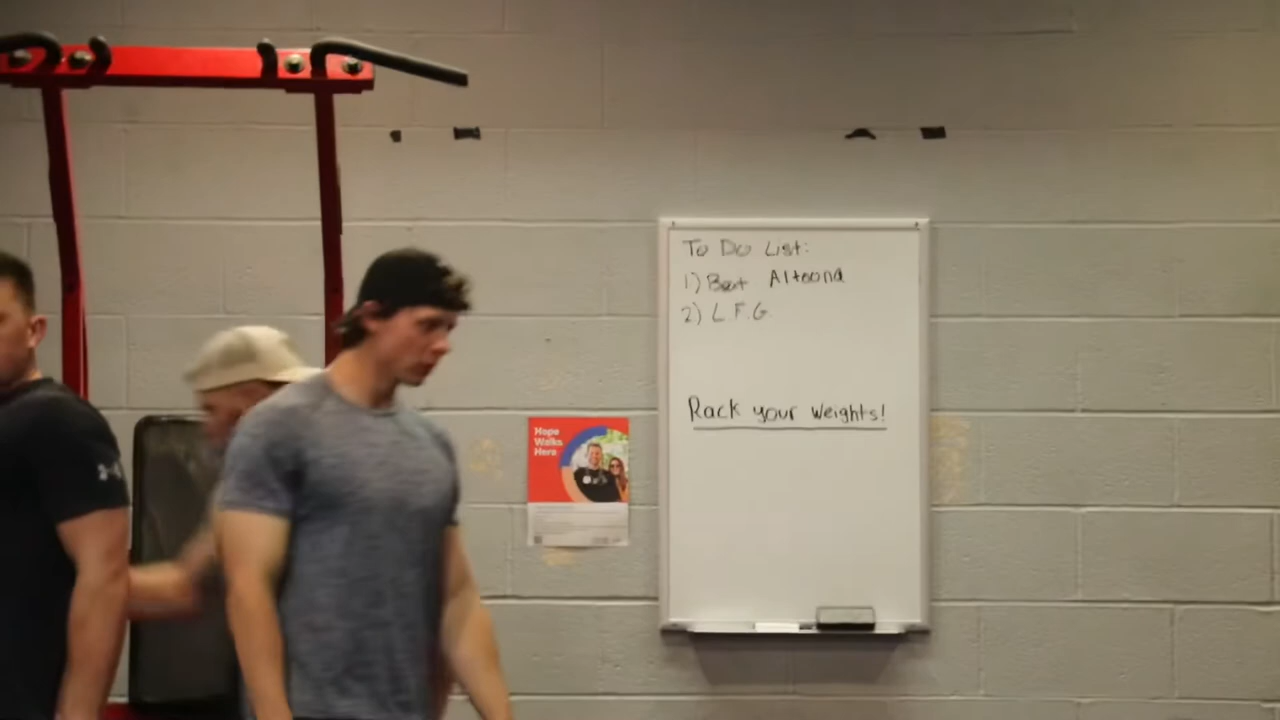 To Do List:
1) Beat Altoona
2) L.F.G.
Rack your weights!
Hope
Walks
Here